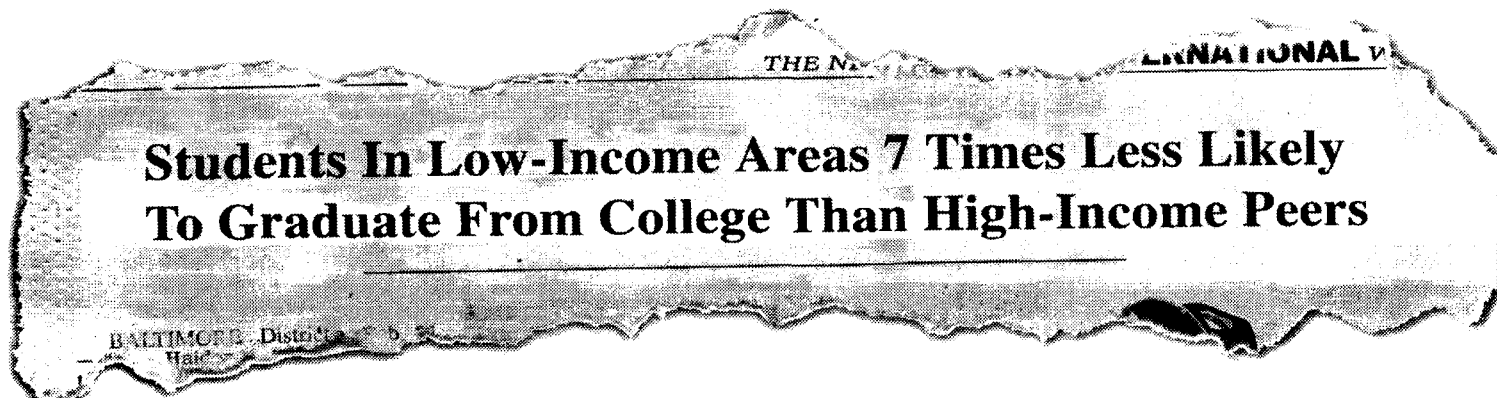 THE
Students In Low-Income Areas 7 Times Less Likely
To Graduate From College Than High-Income Peers
BALTIMORE